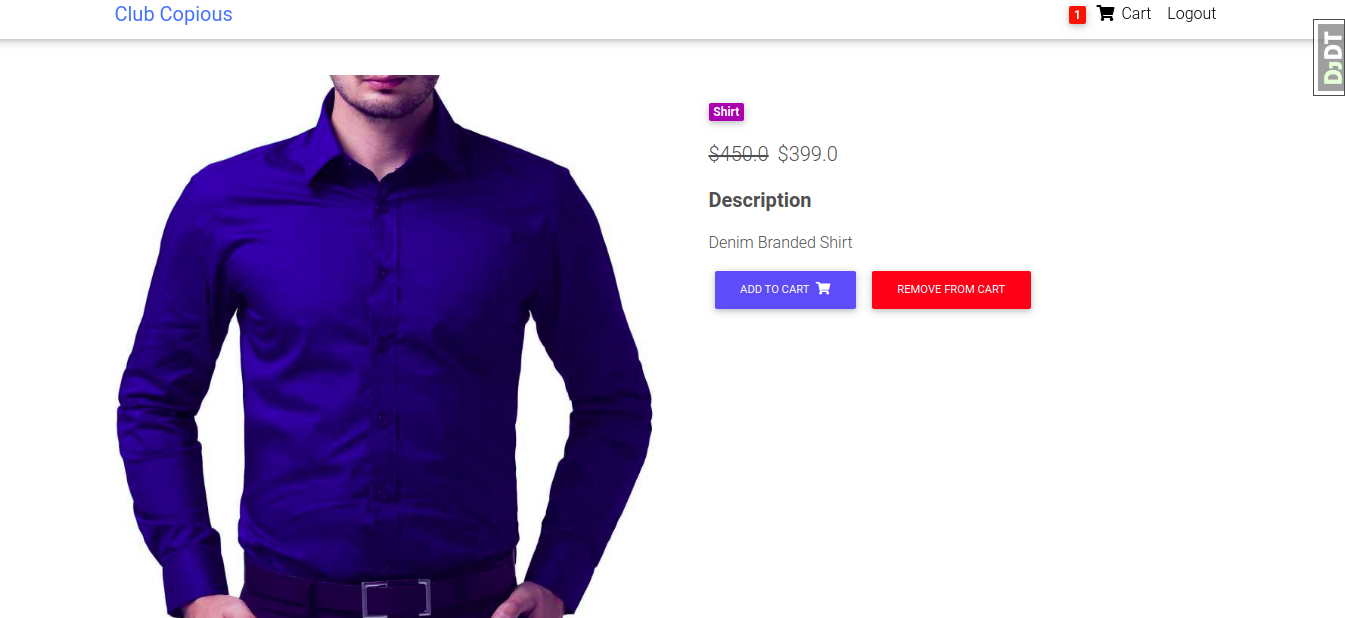 Club Copious
1 Cart Logout
DJDT
Shirt
$450.0 $399.0
Description
Denim Branded Shirt
ADD TO CART REMOVE FROM CART